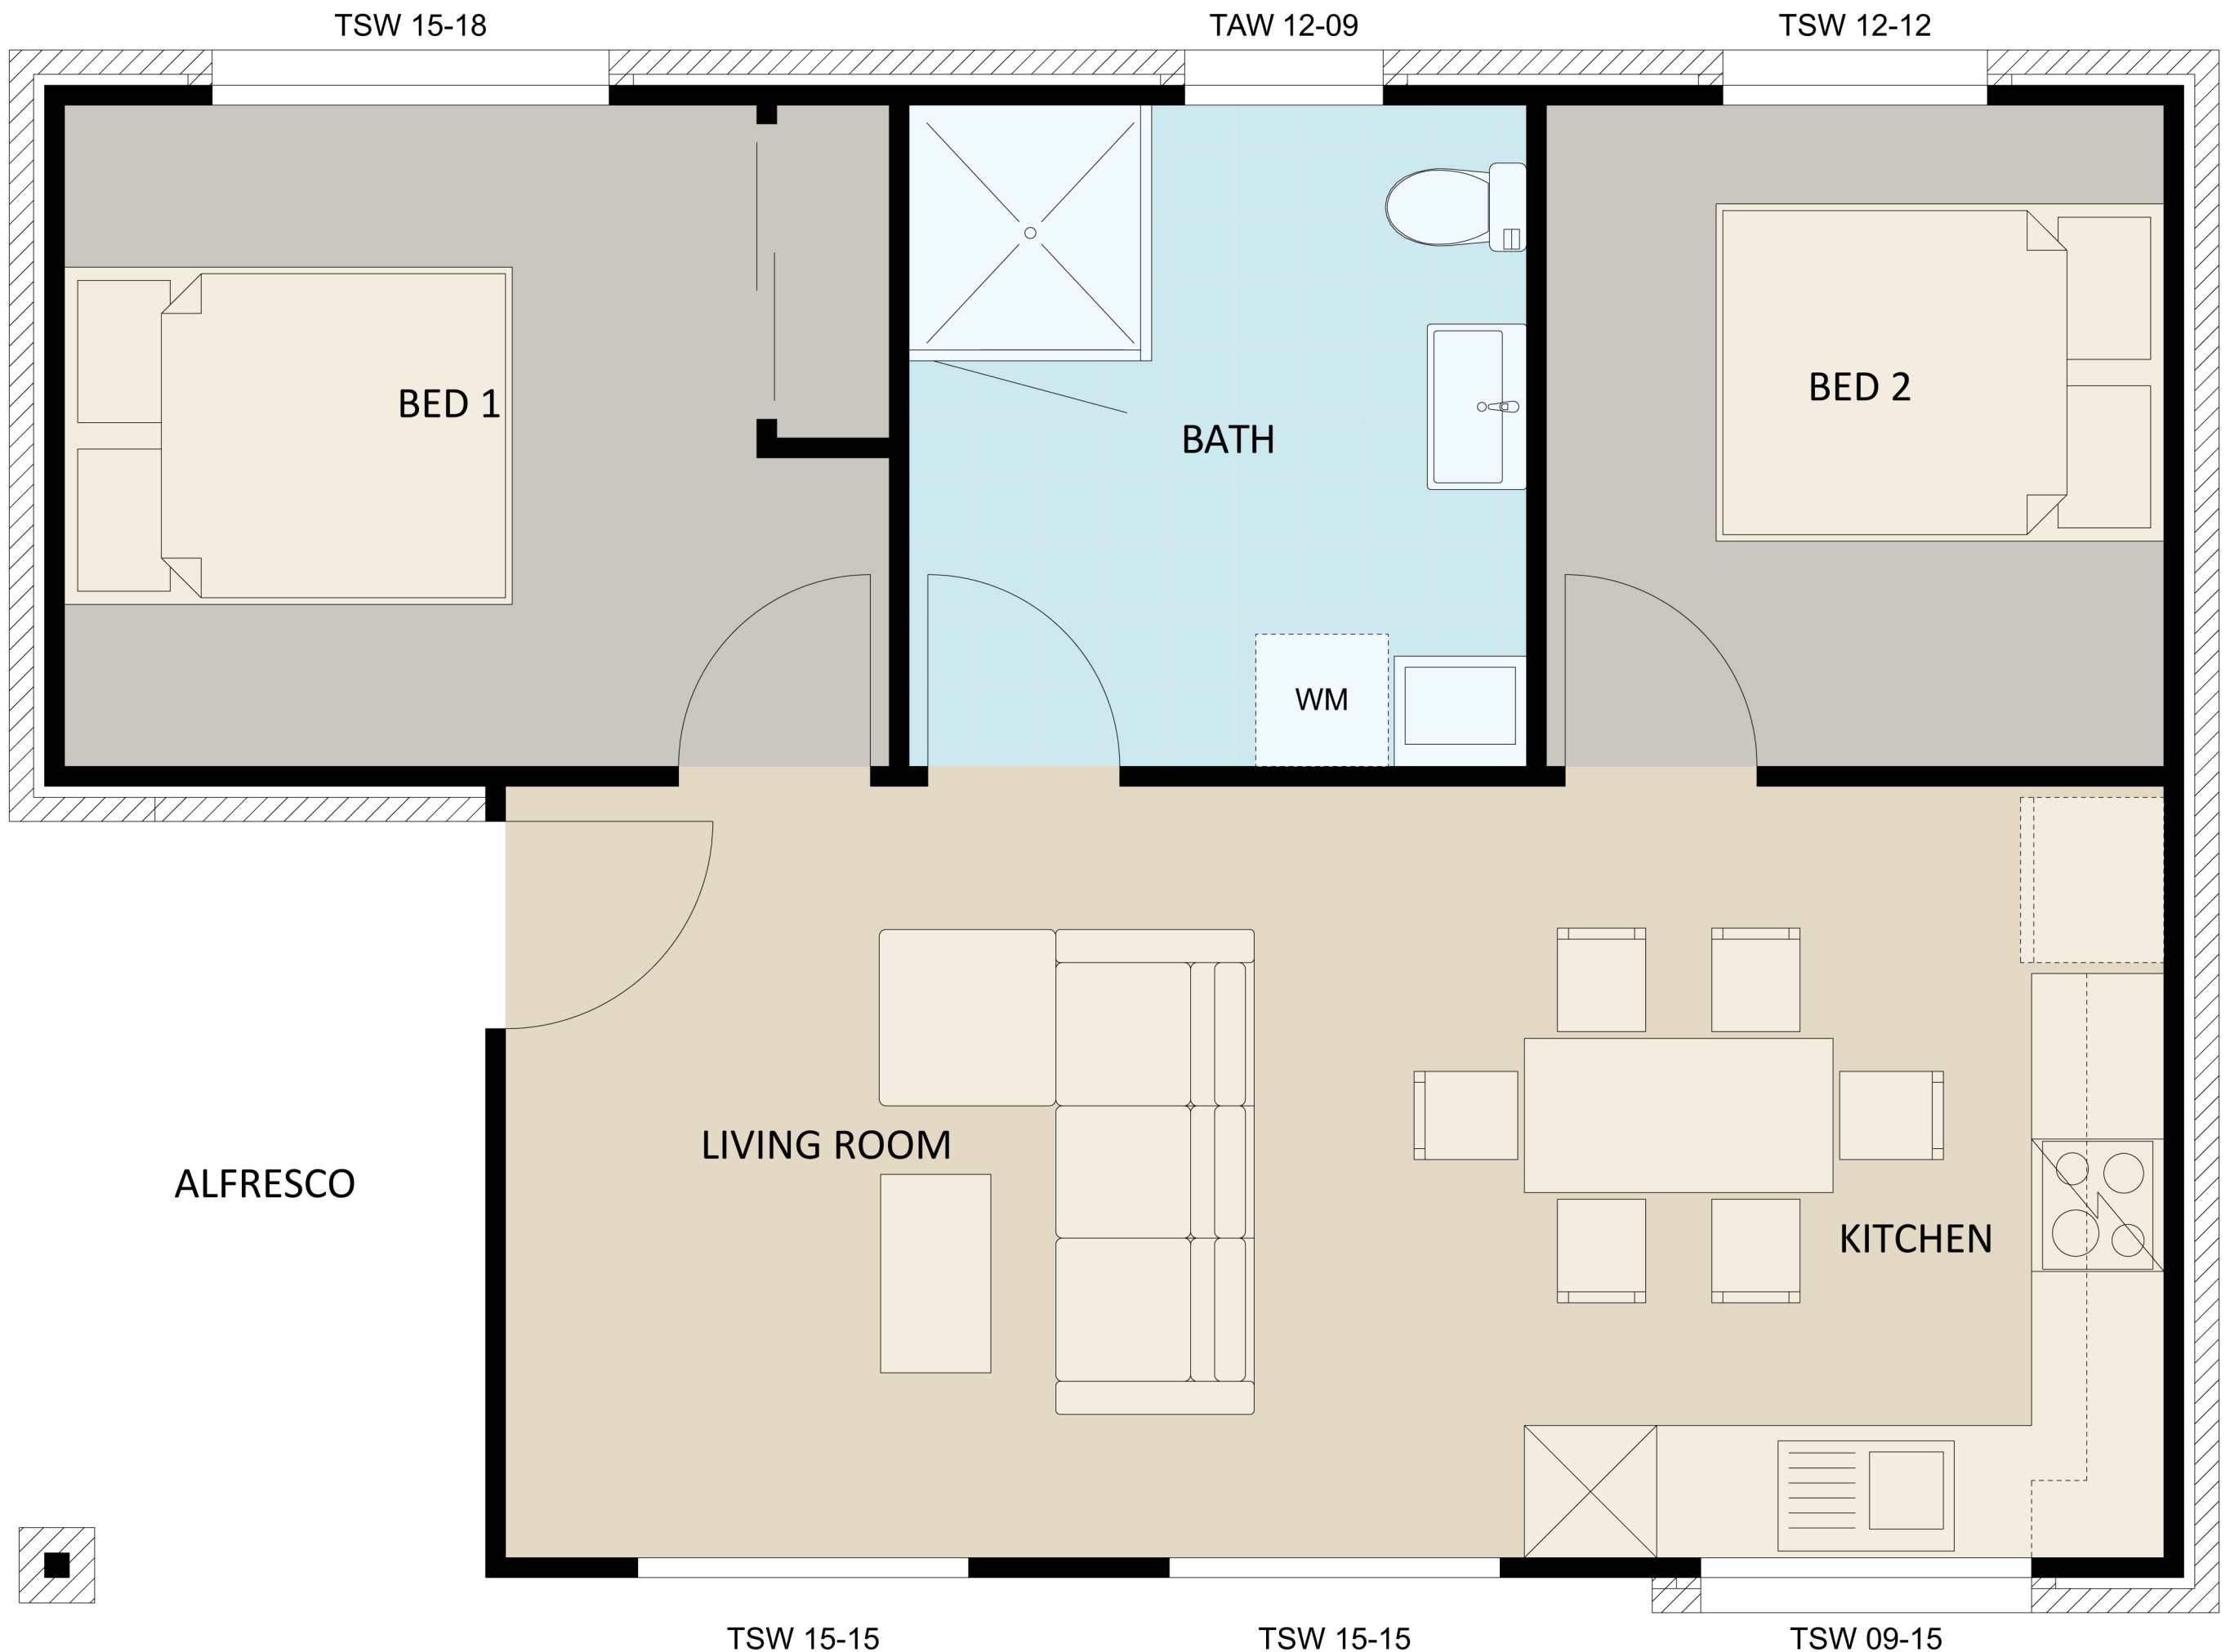 TSW 15-18
TAW 12-09
TSW 12-12
BED 1
BED 2
BATH
WM
LIVING ROOM
ALFRESCO
KITCHEN
TSW 15-15
TSW 15-15
TSW 09-15